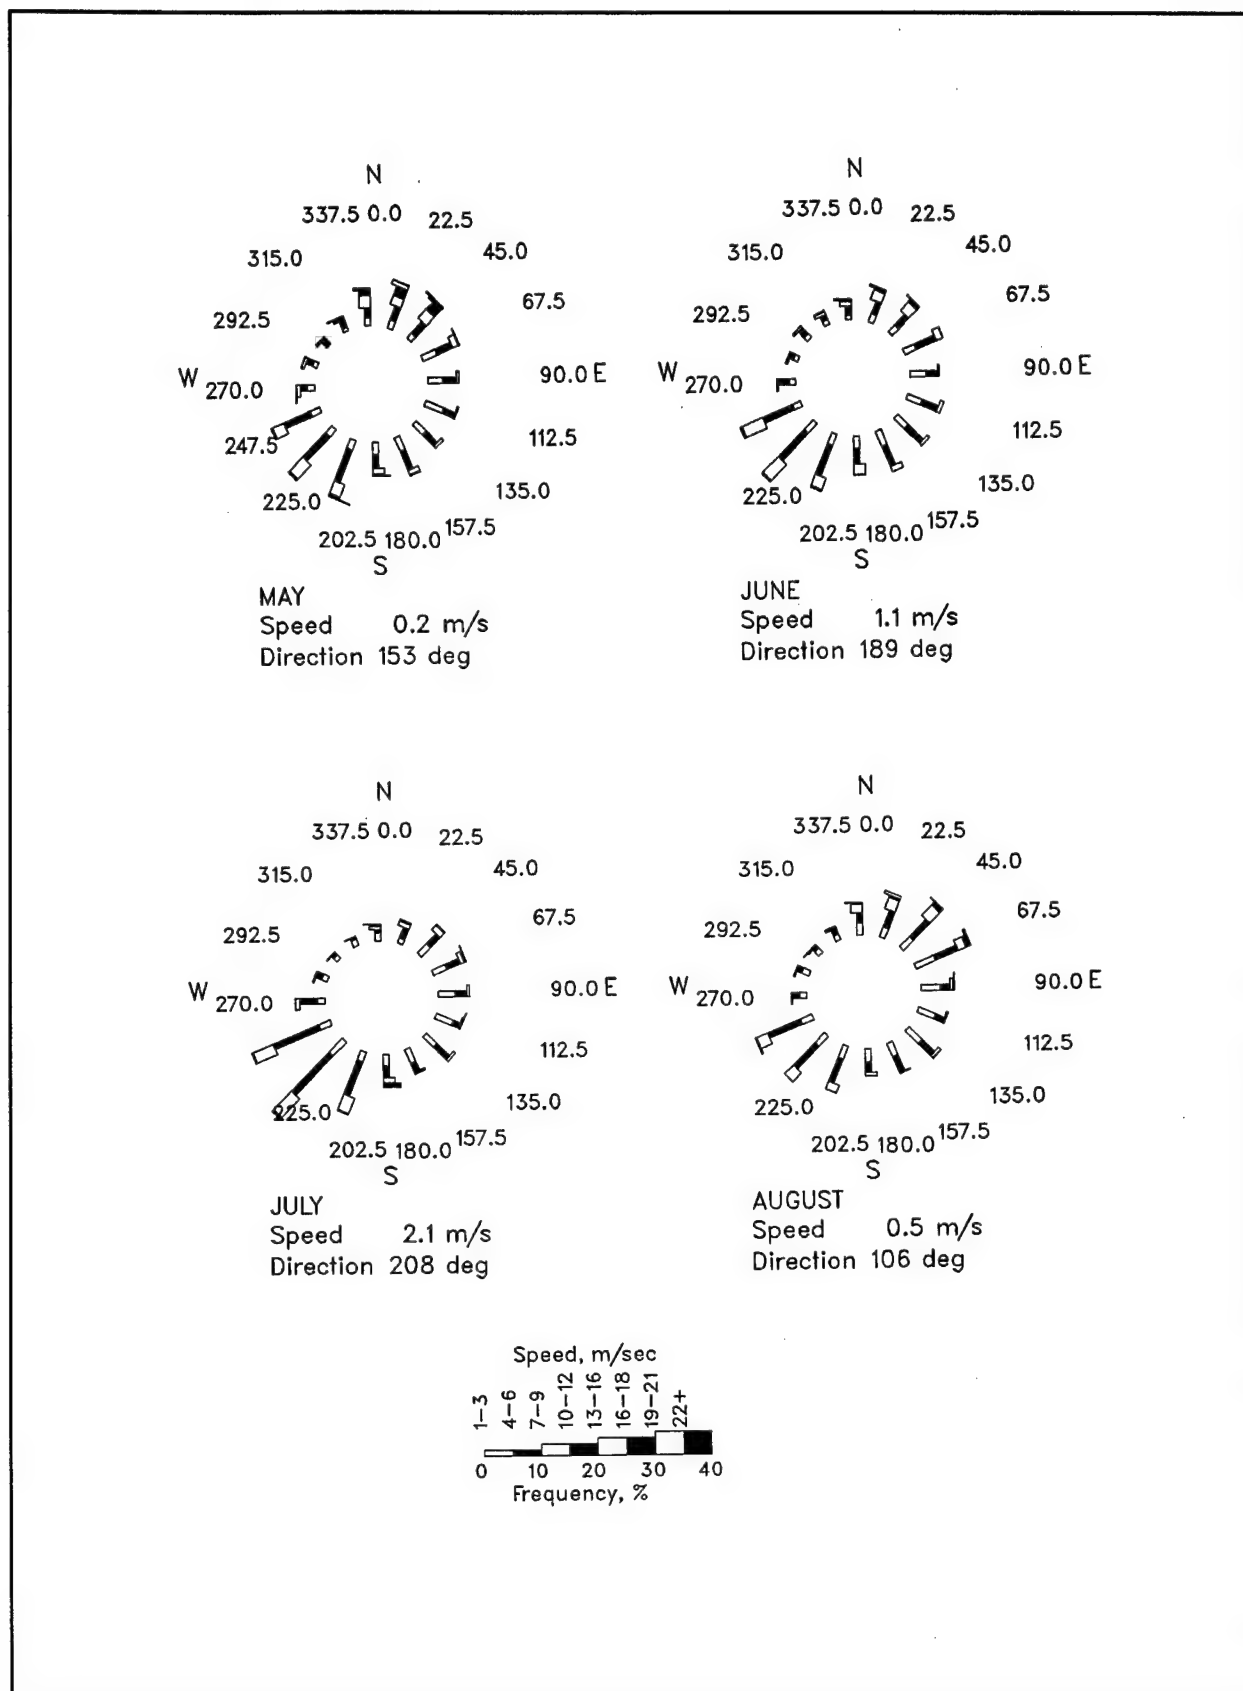 N
337.5 0.0 22.5
315.0 45.0
292.5 67.5
W 270.0 90.0 E
247.5 112.5
225.0 135.0
202.5 180.0 157.5
S
MAY
Speed 0.2 m/s
Direction 153 deg
N
337.5 0.0 22.5
315.0 45.0
292.5 67.5
W 270.0 90.0 E
112.5
225.0 135.0
202.5 180.0 157.5
S
JUNE
Speed 1.1 m/s
Direction 189 deg
N
337.5 0.0 22.5
315.0 45.0
292.5 67.5
W 270.0 90.0 E
112.5
225.0 135.0
202.5 180.0 157.5
S
JULY
Speed 2.1 m/s
Direction 208 deg
N
337.5 0.0 22.5
315.0 45.0
292.5 67.5
W 270.0 90.0 E
112.5
225.0 135.0
202.5 180.0 157.5
S
AUGUST
Speed 0.5 m/s
Direction 106 deg
Speed, m/sec
1-3 4-6 7-9 10-12 13-16 16-18 19-21 22+
0 10 20 30 40
Frequency, %